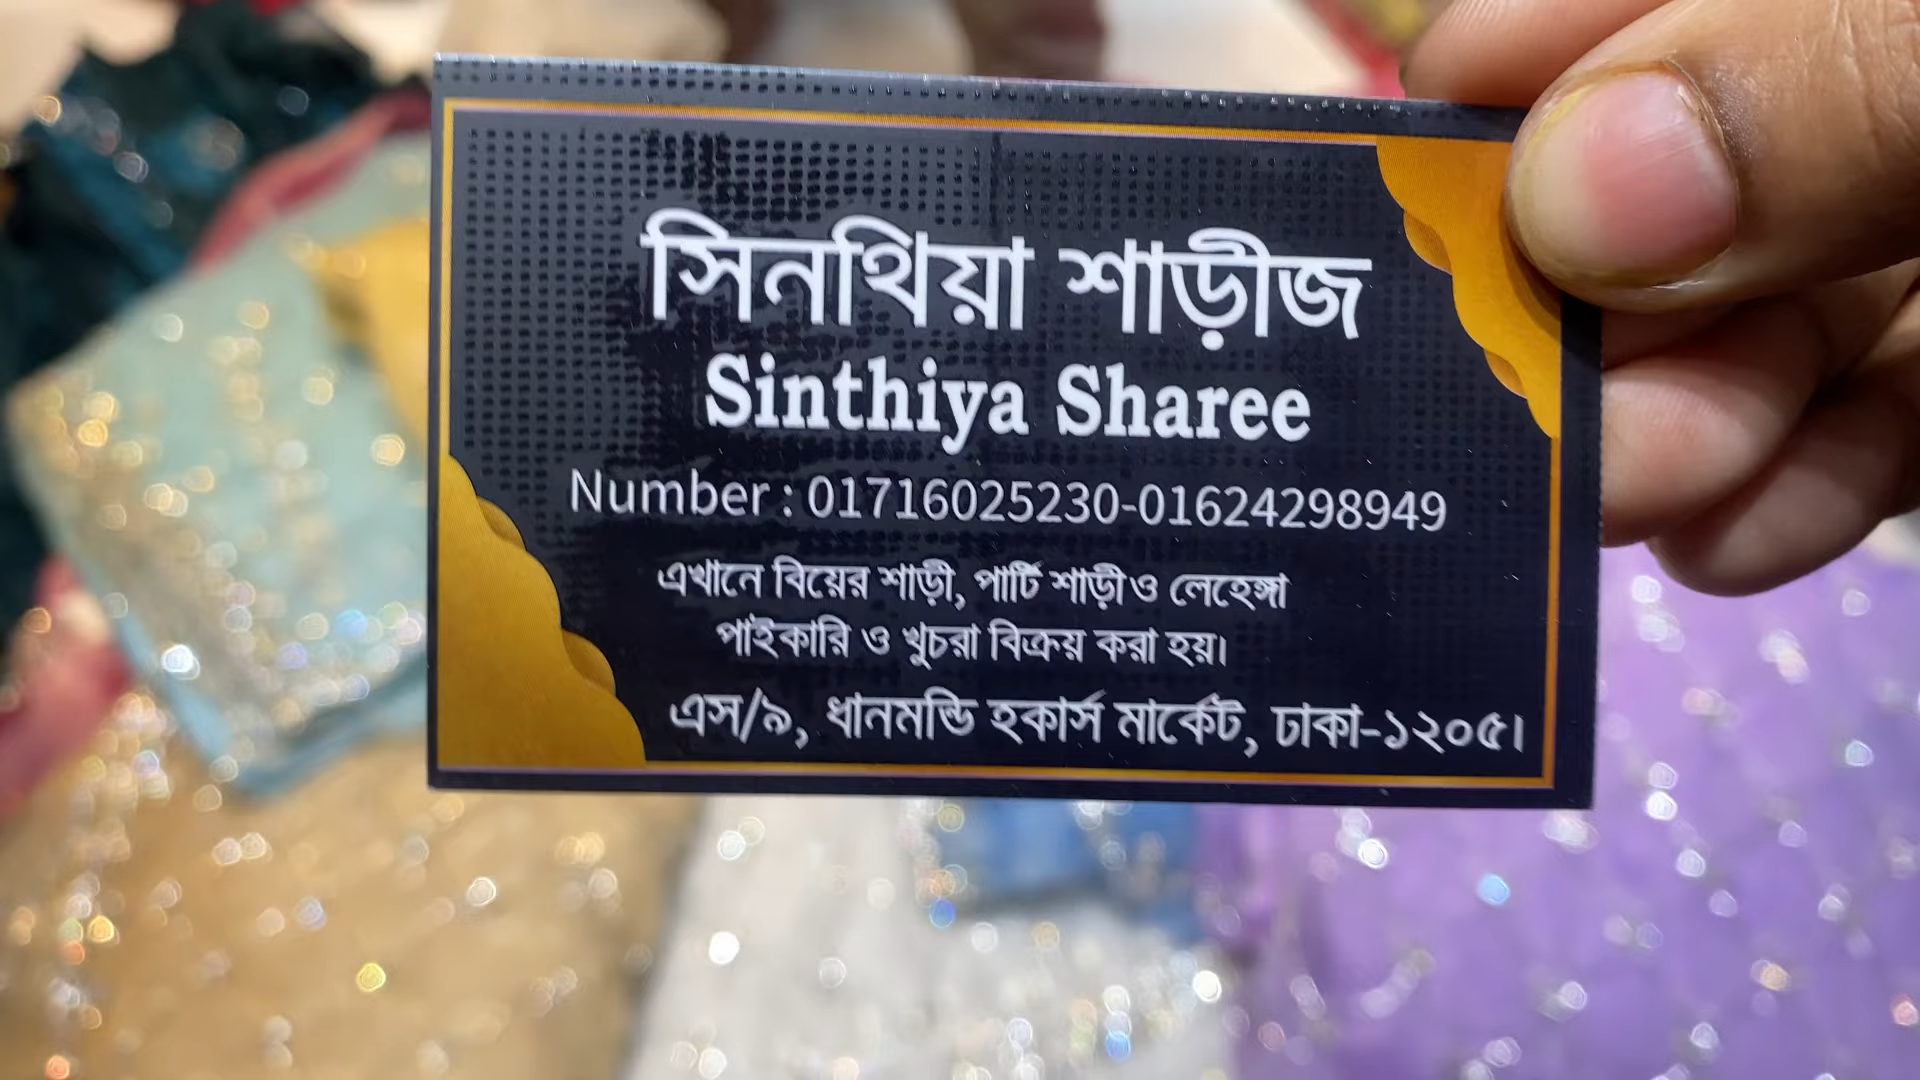 সিনথিয়া শাড়ীজ
Sinthiya Sharee
Number : 01716025230-01624298949
এখানে বিয়ের শাড়ী, পার্টি শাড়ী ও লেহেঙ্গা
পাইকারি ও খুচরা বিক্রয় করা হয়।
এস/৯, ধানমন্ডি হকার্স মার্কেট, ঢাকা-১২০৫।